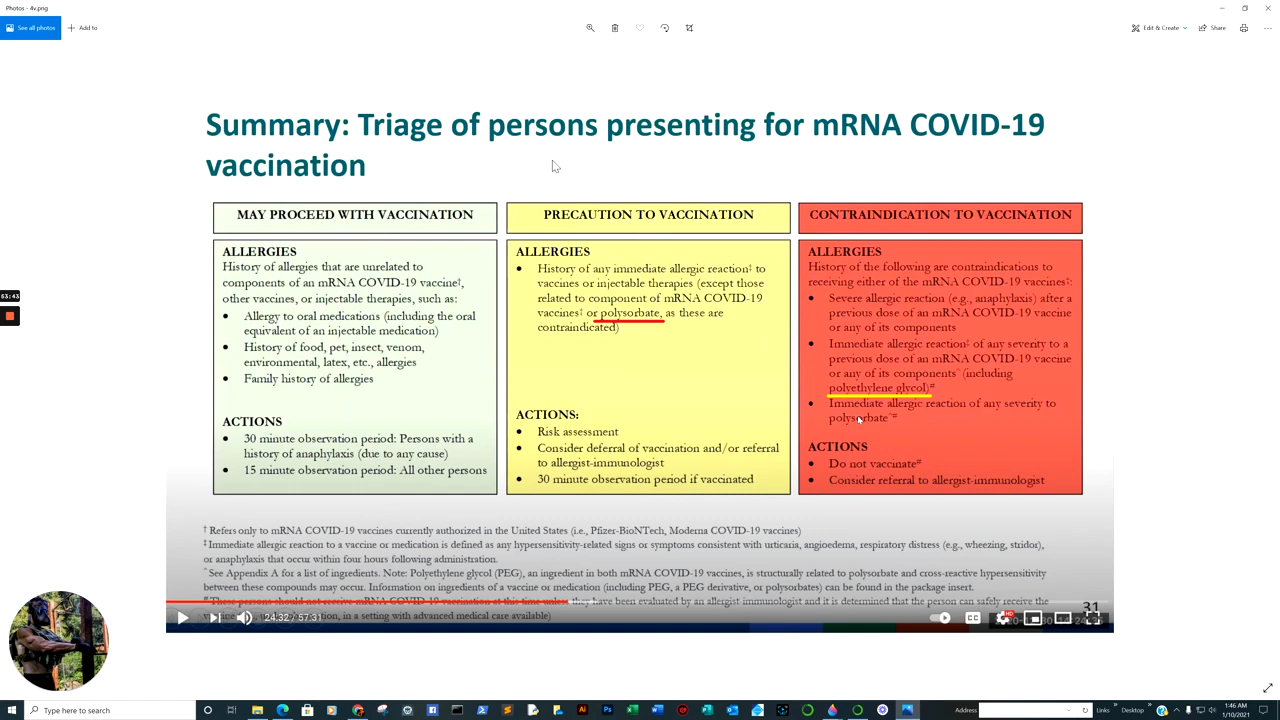 Photos - 4v.png
See all photos
Add to
Edit & Create
Share
Summary: Triage of persons presenting for mRNA COVID-19
vaccination
MAY PROCEED WITH VACCINATION
ALLERGIES
History of allergies that are unrelated to
components of an mRNA COVID-19 vaccine†,
other vaccines, or injectable therapies, such as:
• Allergy to oral medications (including the oral
equivalent of an injectable medication)
• History of food, pet, insect, venom,
environmental, latex, etc., allergies
• Family history of allergies
ACTIONS
• 30 minute observation period: Persons with a
history of anaphylaxis (due to any cause)
• 15 minute observation period: All other persons
PRECAUTION TO VACCINATION
ALLERGIES
• History of any immediate allergic reaction‡ to
vaccines or injectable therapies (except those
related to component of mRNA COVID-19
vaccines† or polysorbate, as these are
contraindicated)
ACTIONS:
• Risk assessment
• Consider deferral of vaccination and/or referral
to allergist-immunologist
• 30 minute observation period if vaccinated
CONTRAINDICATION TO VACCINATION
ALLERGIES
History of the following are contraindications to
receiving either of the mRNA COVID-19 vaccines†:
• Severe allergic reaction (e.g., anaphylaxis) after a
previous dose of an mRNA COVID-19 vaccine
or any of its components
• Immediate allergic reaction‡ of any severity to a
previous dose of an mRNA COVID-19 vaccine
or any of its components^ (including
polyethylene glycol)#
• Immediate allergic reaction of any severity to
polysorbate^#
ACTIONS
• Do not vaccinate#
• Consider referral to allergist-immunologist
† Refers only to mRNA COVID-19 vaccines currently authorized in the United States (i.e., Pfizer-BioNTech, Moderna COVID-19 vaccines)
‡ Immediate allergic reaction to a vaccine or medication is defined as any hypersensitivity-related signs or symptoms consistent with urticaria, angioedema, respiratory distress (e.g., wheezing, stridor),
or anaphylaxis that occur within four hours following administration.
^ See Appendix A for a list of ingredients. Note: Polyethylene glycol (PEG), an ingredient in both mRNA COVID-19 vaccines, is structurally related to polysorbate and cross-reactive hypersensitivity
between these compounds may occur. Information on ingredients of a vaccine or medication (including PEG, a PEG derivative, or polysorbates) can be found in the package insert.
# These persons should not receive mRNA COVID-19 vaccination at this time unless they have been evaluated by an allergist-immunologist and it is determined that the person can safely receive the
in a setting with advanced medical care available)
31
24:32 / 57:31
CC
HD
53:43
Type here to search
Address
Links
Desktop
1:46 AM
1/10/2021